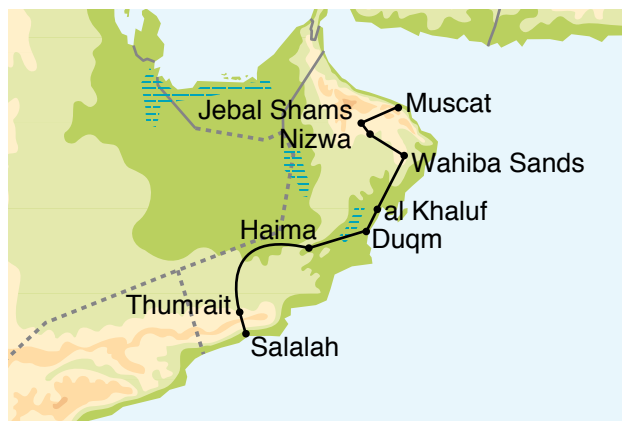 Muscat
Jebal Shams
Nizwa
Wahiba Sands
al Khaluf
Haima
Duqm
Thumrait
Salalah